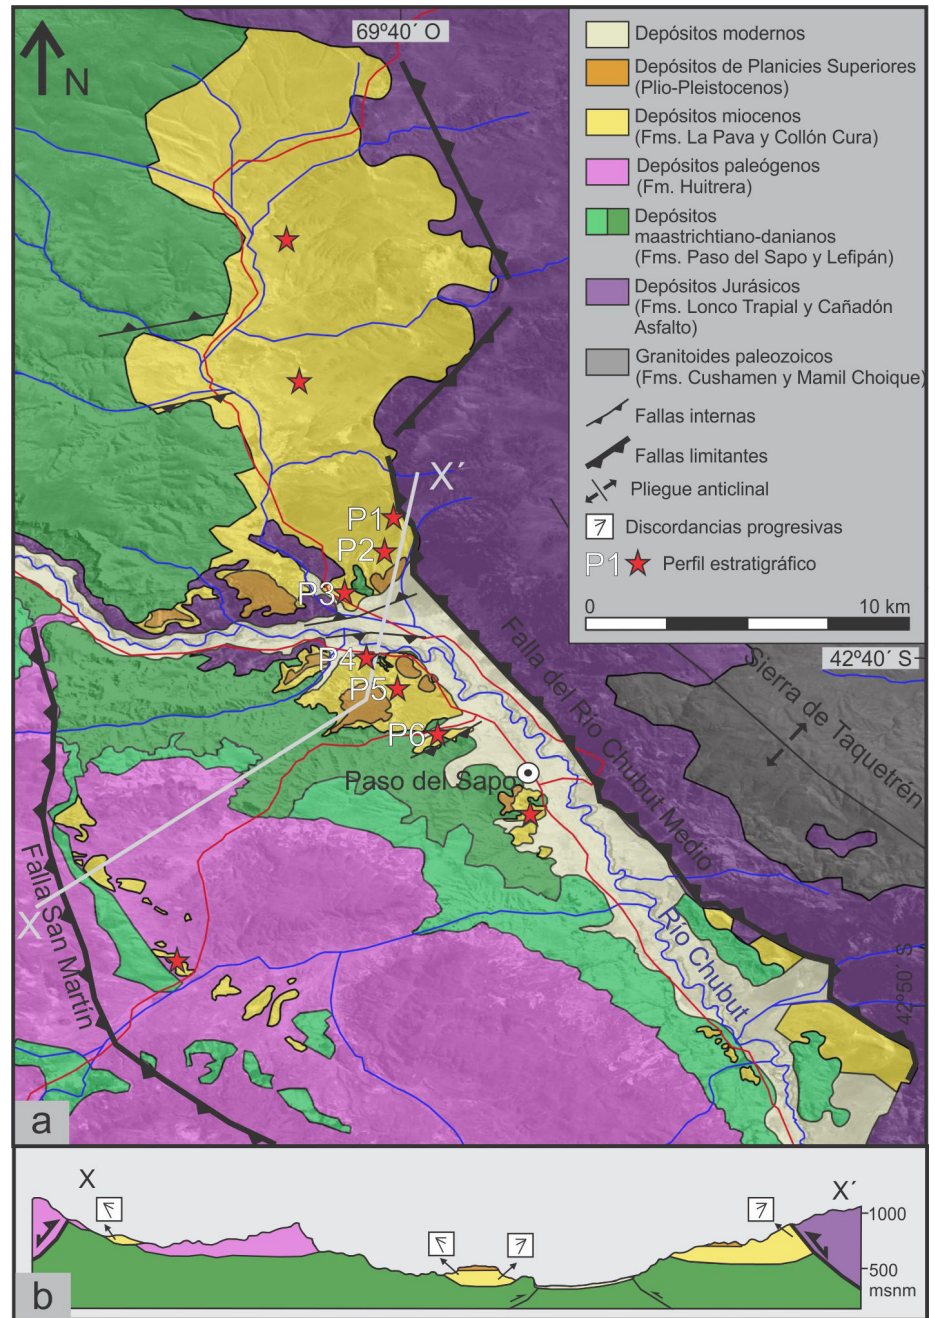 69º40´ O
N
Depósitos modernos
Depósitos de Planicies Superiores
(Plio-Pleistocenos)
Depósitos miocenos
(Fms. La Pava y Collón Cura)
Depósitos paleógenos
(Fm. Huitrera)
Depósitos
maastrichtiano-danianos
(Fms. Paso del Sapo y Lefipán)
Depósitos Jurásicos
(Fms. Lonco Trapial y Cañadón
Asfalto)
Granitoides paleozoicos
(Fms. Cushamen y Mamil Choique)
Fallas internas
Fallas limitantes
Pliegue anticlinal
Discordancias progresivas
P1 Perfil estratigráfico
0 10 km
X´
P1
P2
P3
P4
P5
P6
42º40´ S
Falla del Río Chubut Medio
Sierra de Taquetrén
Paso del Sapo
Falla San Martín
X
Río Chubut
42º50´ S
a
X
X´
1000
500
msnm
b